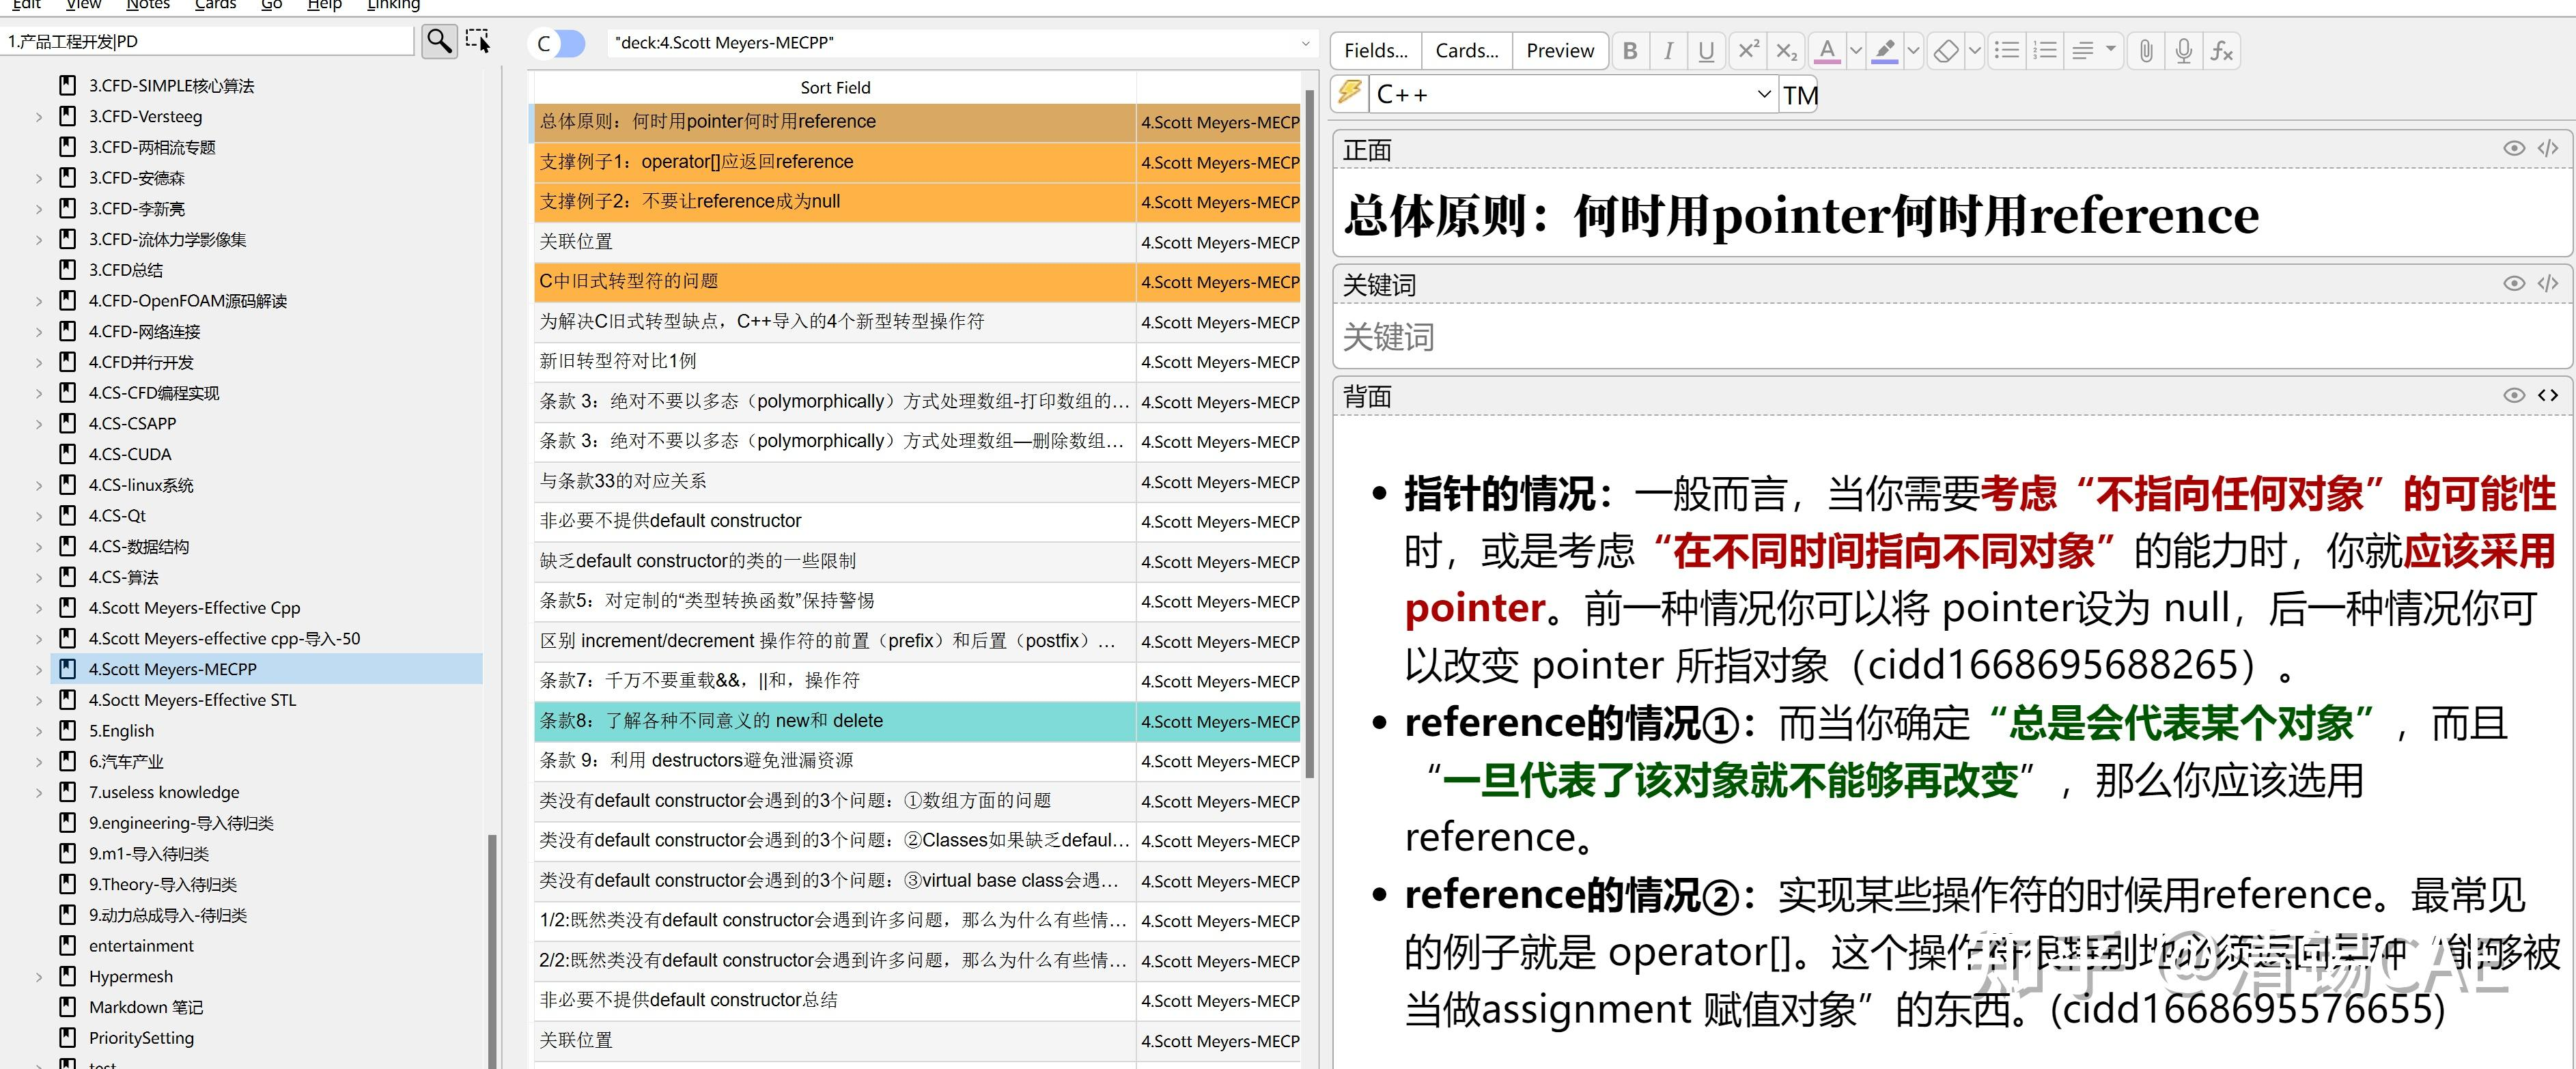 Edit View Notes Cards Go Help Linking
1.产品工程开发|PD
3.CFD-SIMPLE核心算法
3.CFD-Versteeg
3.CFD-两相流专题
3.CFD-安德森
3.CFD-李新亮
3.CFD-流体力学影像集
3.CFD总结
4.CFD-OpenFOAM源码解读
4.CFD-网络连接
4.CFD并行开发
4.CS-CFD编程实现
4.CS-CSAPP
4.CS-CUDA
4.CS-linux系统
4.CS-Qt
4.CS-数据结构
4.CS-算法
4.Scott Meyers-Effective Cpp
4.Scott Meyers-effective cpp-导入-50
4.Scott Meyers-MECPP
4.Soctt Meyers-Effective STL
5.English
6.汽车产业
7.useless knowledge
9.engineering-导入待归类
9.m1-导入待归类
9.Theory-导入待归类
9.动力总成导入-待归类
entertainment
Hypermesh
Markdown 笔记
PrioritySetting
test
C
"deck:4.Scott Meyers-MECPP"
Sort Field
总体原则：何时用pointer何时用reference 4.Scott Meyers-MECP
支撑例子1：operator[]应返回reference 4.Scott Meyers-MECP
支撑例子2：不要让reference成为null 4.Scott Meyers-MECP
关联位置 4.Scott Meyers-MECP
C中旧式转型符的问题 4.Scott Meyers-MECP
为解决C旧式转型缺点，C++导入的4个新型转型操作符 4.Scott Meyers-MECP
新旧转型符对比1例 4.Scott Meyers-MECP
条款 3：绝对不要以多态（polymorphically）方式处理数组-打印数组的... 4.Scott Meyers-MECP
条款 3：绝对不要以多态（polymorphically）方式处理数组—删除数组... 4.Scott Meyers-MECP
与条款33的对应关系 4.Scott Meyers-MECP
非必要不提供default constructor 4.Scott Meyers-MECP
缺乏default constructor的类的一些限制 4.Scott Meyers-MECP
条款5：对定制的“类型转换函数”保持警惕 4.Scott Meyers-MECP
区别 increment/decrement 操作符的前置（prefix）和后置（postfix）... 4.Scott Meyers-MECP
条款7：千万不要重载&&，||和，操作符 4.Scott Meyers-MECP
条款8：了解各种不同意义的 new和 delete 4.Scott Meyers-MECP
条款 9：利用 destructors避免泄漏资源 4.Scott Meyers-MECP
类没有default constructor会遇到的3个问题：①数组方面的问题 4.Scott Meyers-MECP
类没有default constructor会遇到的3个问题：②Classes如果缺乏defaul... 4.Scott Meyers-MECP
类没有default constructor会遇到的3个问题：③virtual base class会遇... 4.Scott Meyers-MECP
1/2:既然类没有default constructor会遇到许多问题，那么为什么有些情... 4.Scott Meyers-MECP
2/2:既然类没有default constructor会遇到许多问题，那么为什么有些情... 4.Scott Meyers-MECP
非必要不提供default constructor总结 4.Scott Meyers-MECP
关联位置 4.Scott Meyers-MECP
Fields... Cards... Preview B I U X² X₂ A fx
C++ TM
正面
总体原则：何时用pointer何时用reference
关键词
关键词
背面
• 指针的情况：一般而言，当你需要考虑“不指向任何对象”的可能性
时，或是考虑“在不同时间指向不同对象”的能力时，你就应该采用
pointer。前一种情况你可以将 pointer设为 null，后一种情况你可
以改变 pointer 所指对象（cidd1668695688265）。
• reference的情况①：而当你确定“总是会代表某个对象”，而且
“一旦代表了该对象就不能够再改变”，那么你应该选用
reference。
• reference的情况②：实现某些操作符的时候用reference。最常见
的例子就是 operator[]。这个操作符很特别地必须返回某种“能够被
当做assignment 赋值对象”的东西。(cidd1668695576655)
知乎 @清锡CAE